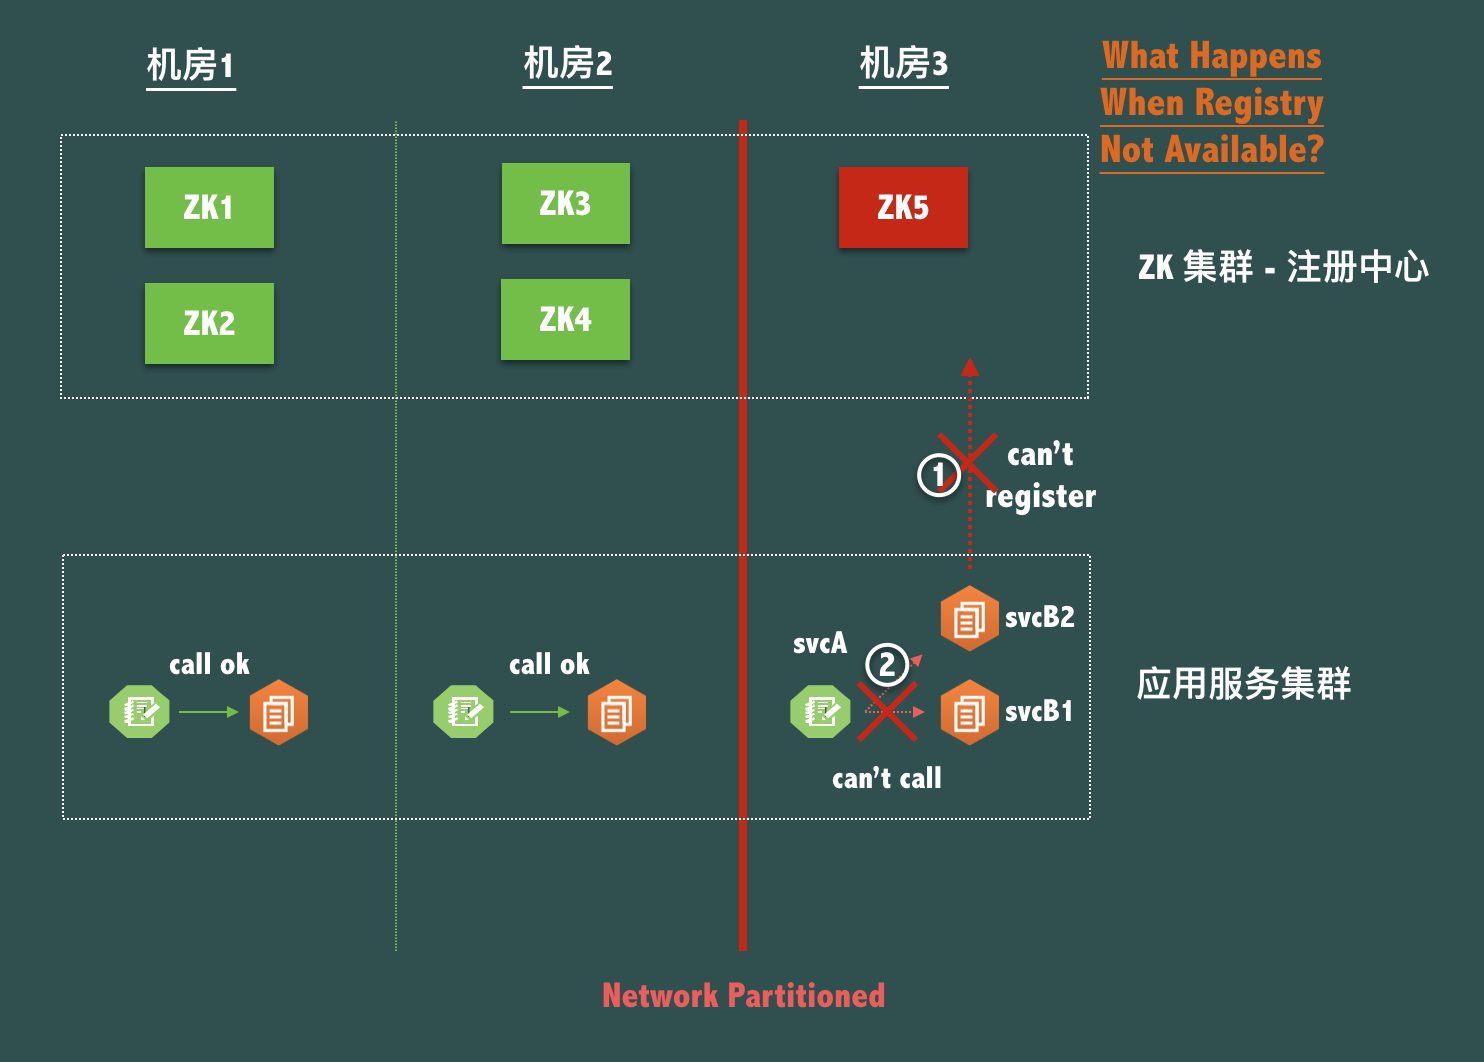 机房1
机房2
机房3
What Happens
When Registry
Not Available?
ZK1
ZK3
ZK5
ZK 集群 - 注册中心
ZK2
ZK4
1
can't
register
svcB2
svcA
2
call ok
call ok
svcB1
can't call
应用服务集群
Network Partitioned